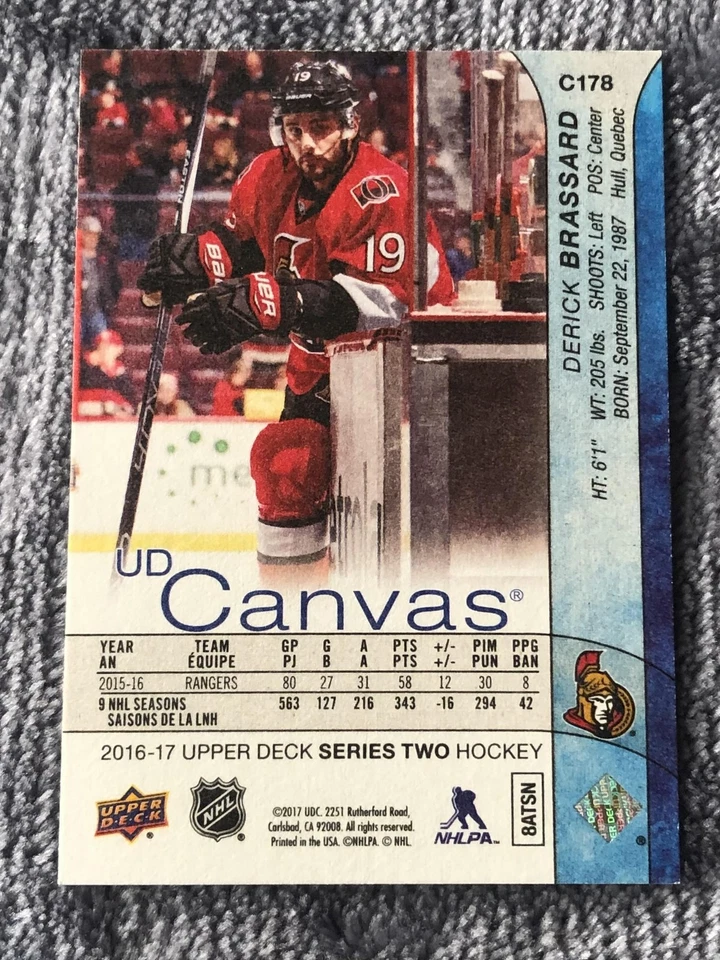 C178
DERICK BRASSARD
HT: 6'1" WT: 205 lbs. SHOOTS: Left POS: Center
BORN: September 22, 1987 Hull, Quebec
19
19
BAUER
UD
Canvas®
YEAR TEAM GP G A PTS +/- PIM PPG
AN ÉQUIPE PJ B A PTS +/- PUN BAN
2015-16 RANGERS 80 27 31 58 12 30 8
9 NHL SEASONS 563 127 216 343 -16 294 42
SAISONS DE LA LNH
2016-17 UPPER DECK SERIES TWO HOCKEY
UPPER DECK
NHL
©2017 UDC. 2251 Rutherford Road,
Carlsbad, CA 92008. All rights reserved.
Printed in the USA. ©NHLPA. © NHL.
NHLPA™
8ATSN